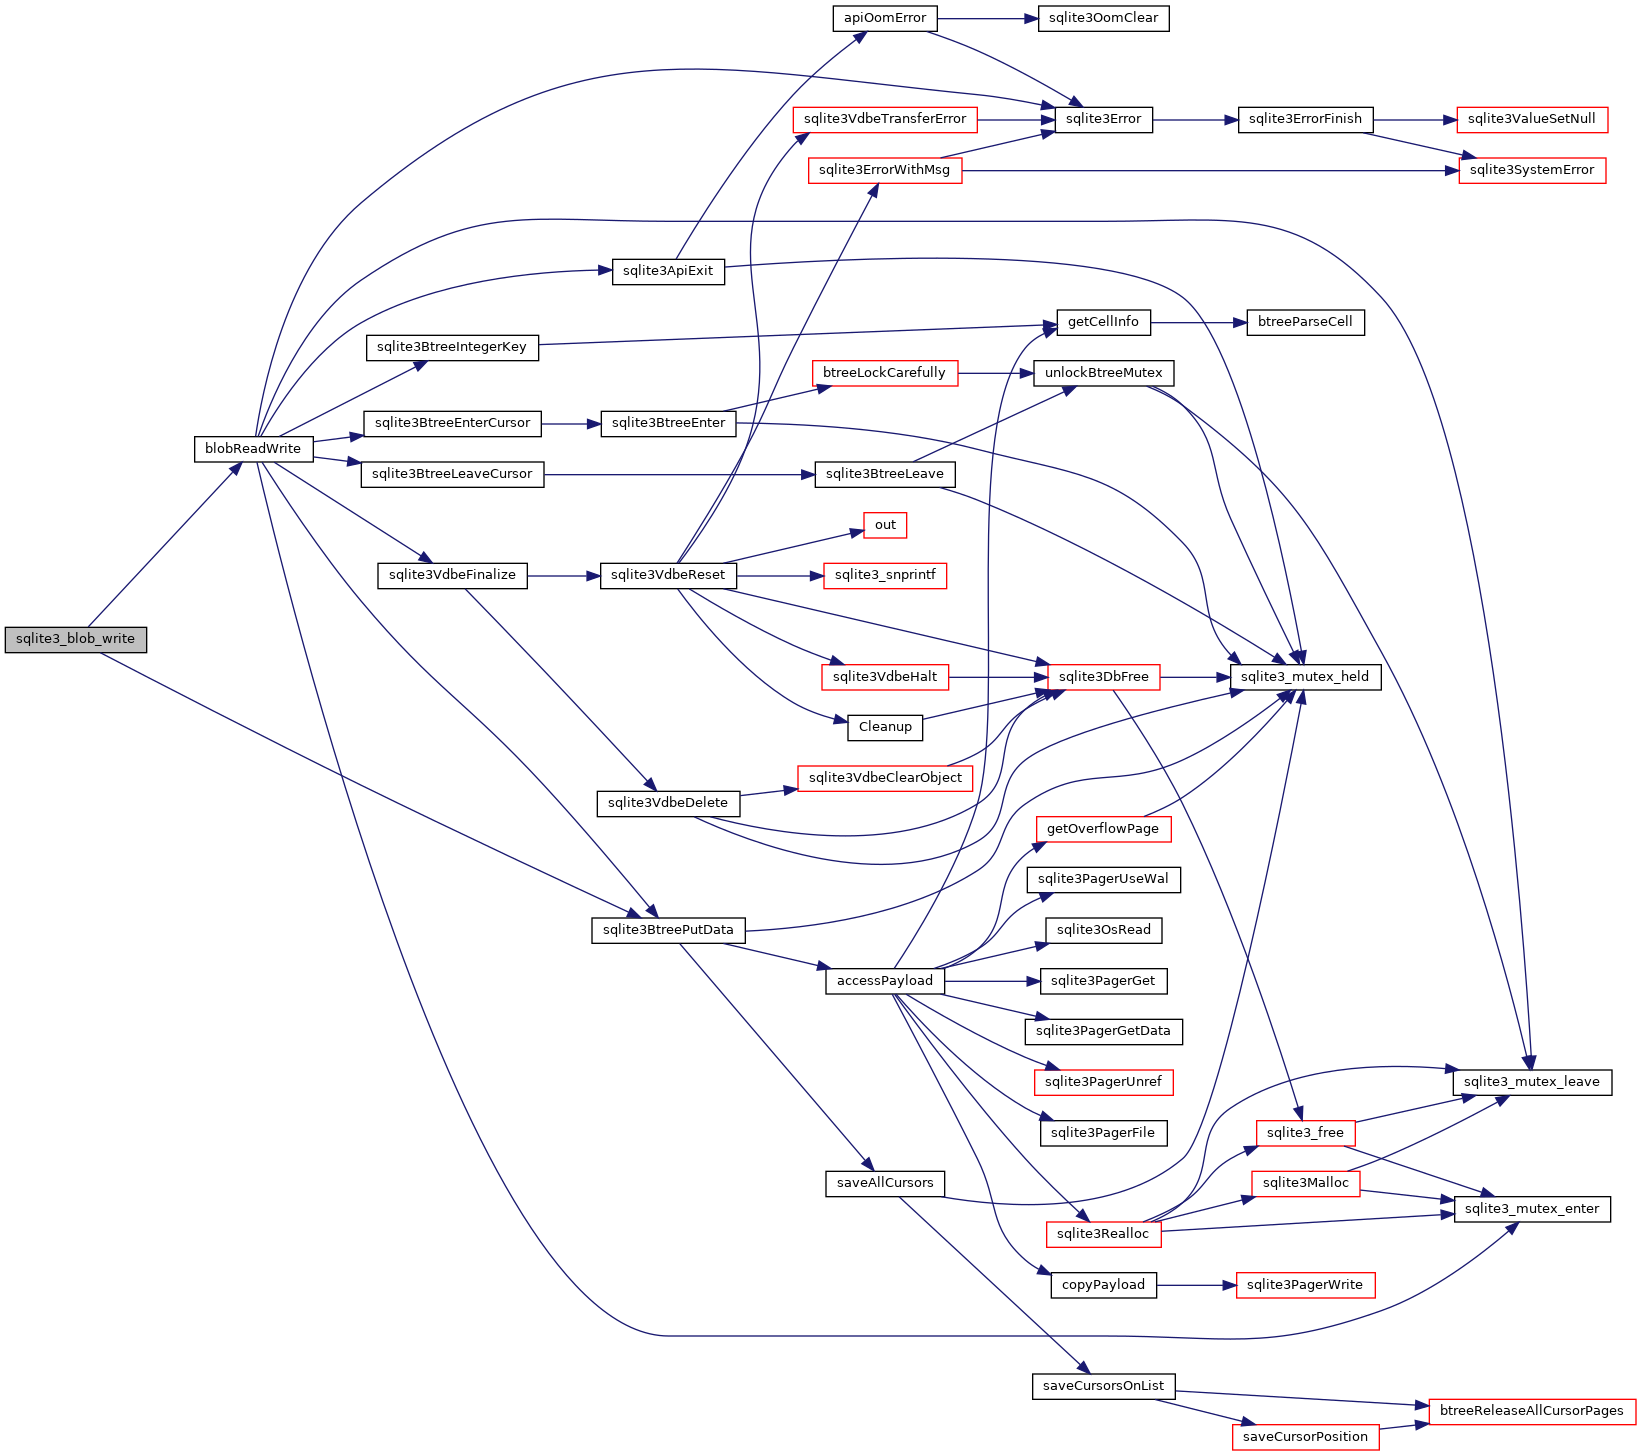 apiOomError
sqlite3OomClear
sqlite3VdbeTransferError
sqlite3Error
sqlite3ErrorFinish
sqlite3ValueSetNull
sqlite3ErrorWithMsg
sqlite3SystemError
sqlite3ApiExit
getCellInfo
btreeParseCell
sqlite3BtreeIntegerKey
btreeLockCarefully
unlockBtreeMutex
sqlite3BtreeEnterCursor
sqlite3BtreeEnter
blobReadWrite
sqlite3BtreeLeaveCursor
sqlite3BtreeLeave
out
sqlite3VdbeFinalize
sqlite3VdbeReset
sqlite3_snprintf
sqlite3_blob_write
sqlite3VdbeHalt
sqlite3DbFree
sqlite3_mutex_held
Cleanup
sqlite3VdbeClearObject
sqlite3VdbeDelete
getOverflowPage
sqlite3PagerUseWal
sqlite3BtreePutData
sqlite3OsRead
accessPayload
sqlite3PagerGet
sqlite3PagerGetData
sqlite3PagerUnref
sqlite3_mutex_leave
sqlite3PagerFile
sqlite3_free
saveAllCursors
sqlite3Malloc
sqlite3_mutex_enter
sqlite3Realloc
copyPayload
sqlite3PagerWrite
saveCursorsOnList
btreeReleaseAllCursorPages
saveCursorPosition